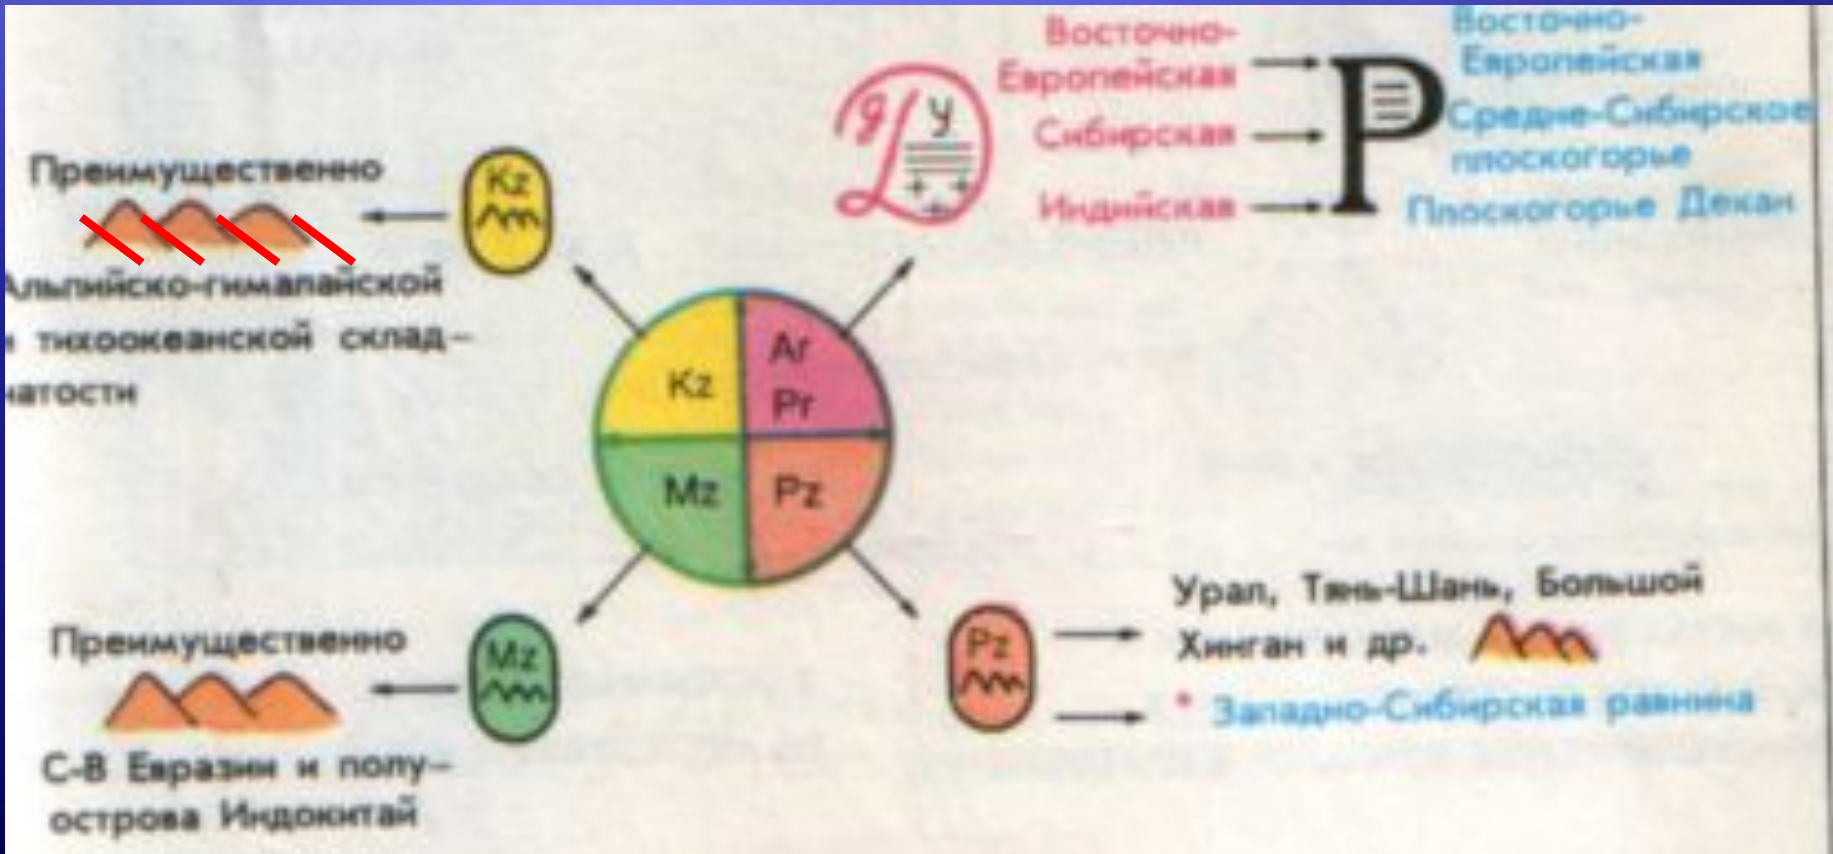 Восточно-
Европейская
Сибирская
Индийская
Р
Восточно-
Европейская
Средне-Сибирское
плоскогорье
Плоскогорье Декан
У
Преимущественно
Kz
Альпийско-гималайской
и тихоокеанской склад-
чатости
Kz
Ar
Pr
Mz
Pz
Преимущественно
Mz
С-В Евразии и полу-
острова Индокитай
Pz
Урал, Тянь-Шань, Большой
Хинган и др.
* Западно-Сибирская равнина